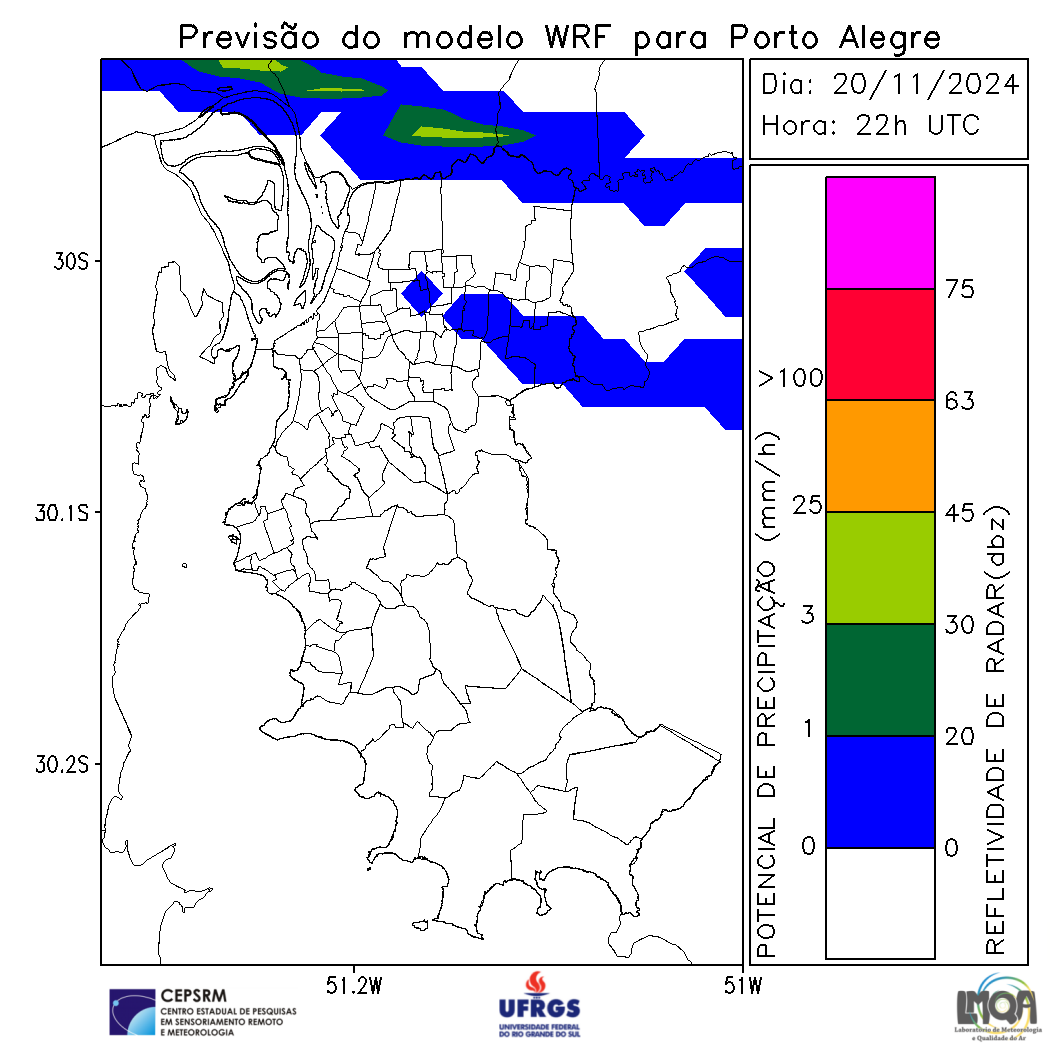 Previsão do modelo WRF para Porto Alegre
Dia: 20/11/2024
Hora: 22h UTC
30S
30.1S
30.2S
51.2W
51W
POTENCIAL DE PRECIPITAÇÃO (mm/h)
>100
25
3
1
0
75
63
45
30
20
0
REFLETIVIDADE DE RADAR(dbz)
CEPSRM
CENTRO ESTADUAL DE PESQUISAS
EM SENSORIAMENTO REMOTO
E METEOROLOGIA
UFRGS
UNIVERSIDADE FEDERAL
DO RIO GRANDE DO SUL
LMQA
Laboratório de Meteorologia
e Qualidade do Ar